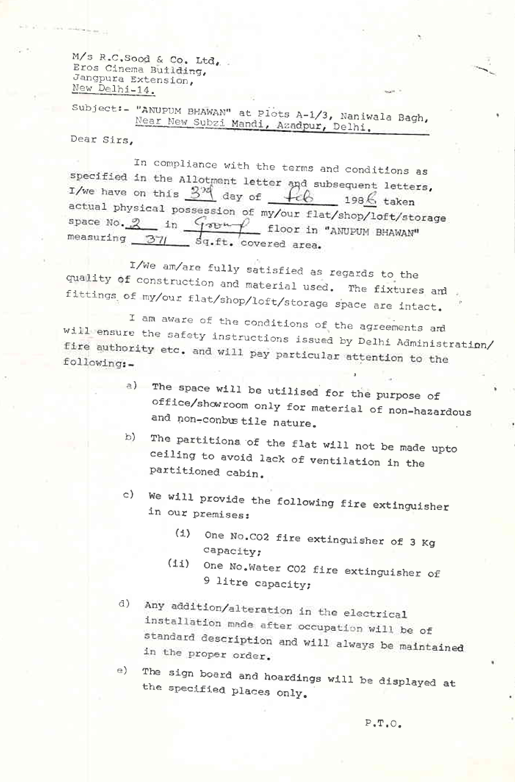 M/s R.C.Sood & Co. Ltd,
Eros Cinema Building,
Jangpura Extension,
New Delhi-14.
Subject:- "ANUPUM BHAWAN" at Plots A-1/3, Naniwala Bagh,
Near New Subzi Mandi, Azadpur, Delhi.
Dear Sirs,
In compliance with the terms and conditions as
specified in the Allotment letter and subsequent letters,
I/we have on this 3rd day of Feb 1986 taken
actual physical possession of my/our flat/shop/loft/storage
space No. 2 in Ground floor in "ANUPUM BHAWAN"
measuring 371 Sq.ft. covered area.
I/We am/are fully satisfied as regards to the
quality of construction and material used. The fixtures and
fittings of my/our flat/shop/loft/storage space are intact.
I am aware of the conditions of the agreements and
will ensure the safety instructions issued by Delhi Administration/
fire authority etc. and will pay particular attention to the
following:-
a) The space will be utilised for the purpose of
office/showroom only for material of non-hazardous
and non-conbustile nature.
b) The partitions of the flat will not be made upto
ceiling to avoid lack of ventilation in the
partitioned cabin.
c) We will provide the following fire extinguisher
in our premises:
(i) One No.CO2 fire extinguisher of 3 Kg
capacity;
(ii) One No.Water CO2 fire extinguisher of
9 litre capacity;
d) Any addition/alteration in the electrical
installation made after occupation will be of
standard description and will always be maintained
in the proper order.
e) The sign board and hoardings will be displayed at
the specified places only.
P.T.O.